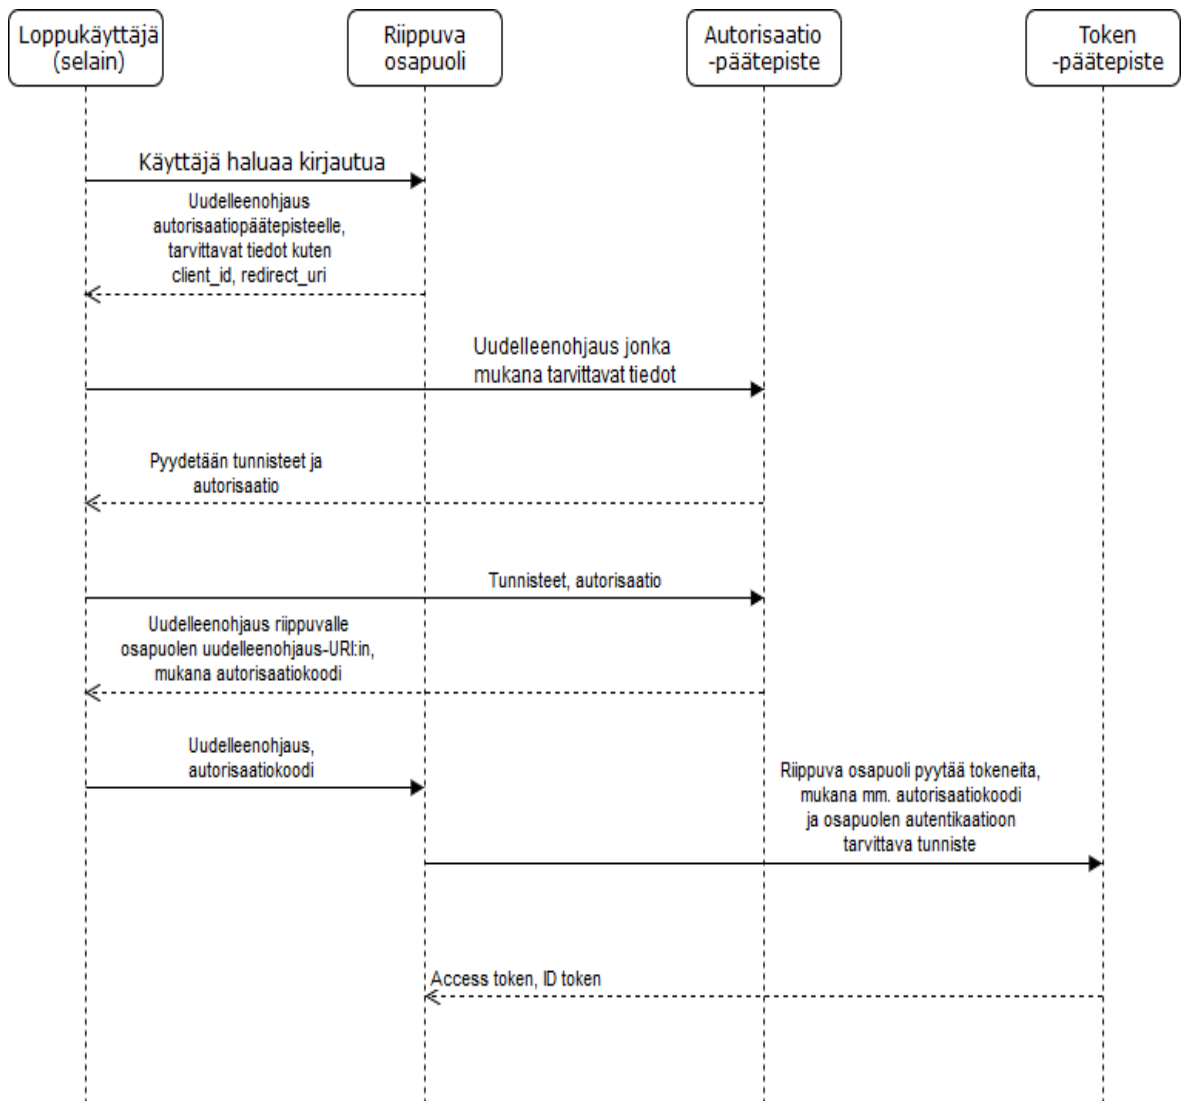 Loppukäyttäjä
(selain)
Riippuva
osapuoli
Autorisaatio
-päätepiste
Token
-päätepiste
Käyttäjä haluaa kirjautua
Uudelleenohjaus
autorisaatiopäätepisteelle,
tarvittavat tiedot kuten
client_id, redirect_uri
Uudelleenohjaus jonka
mukana tarvittavat tiedot
Pyydetään tunnisteet ja
autorisaatio
Tunnisteet, autorisaatio
Uudelleenohjaus riippuvalle
osapuolen uudelleenohjaus-URI:in,
mukana autorisaatiokoodi
Uudelleenohjaus,
autorisaatiokoodi
Riippuva osapuoli pyytää tokeneita,
mukana mm. autorisaatiokoodi
ja osapuolen autentikaatioon
tarvittava tunniste
Access token, ID token